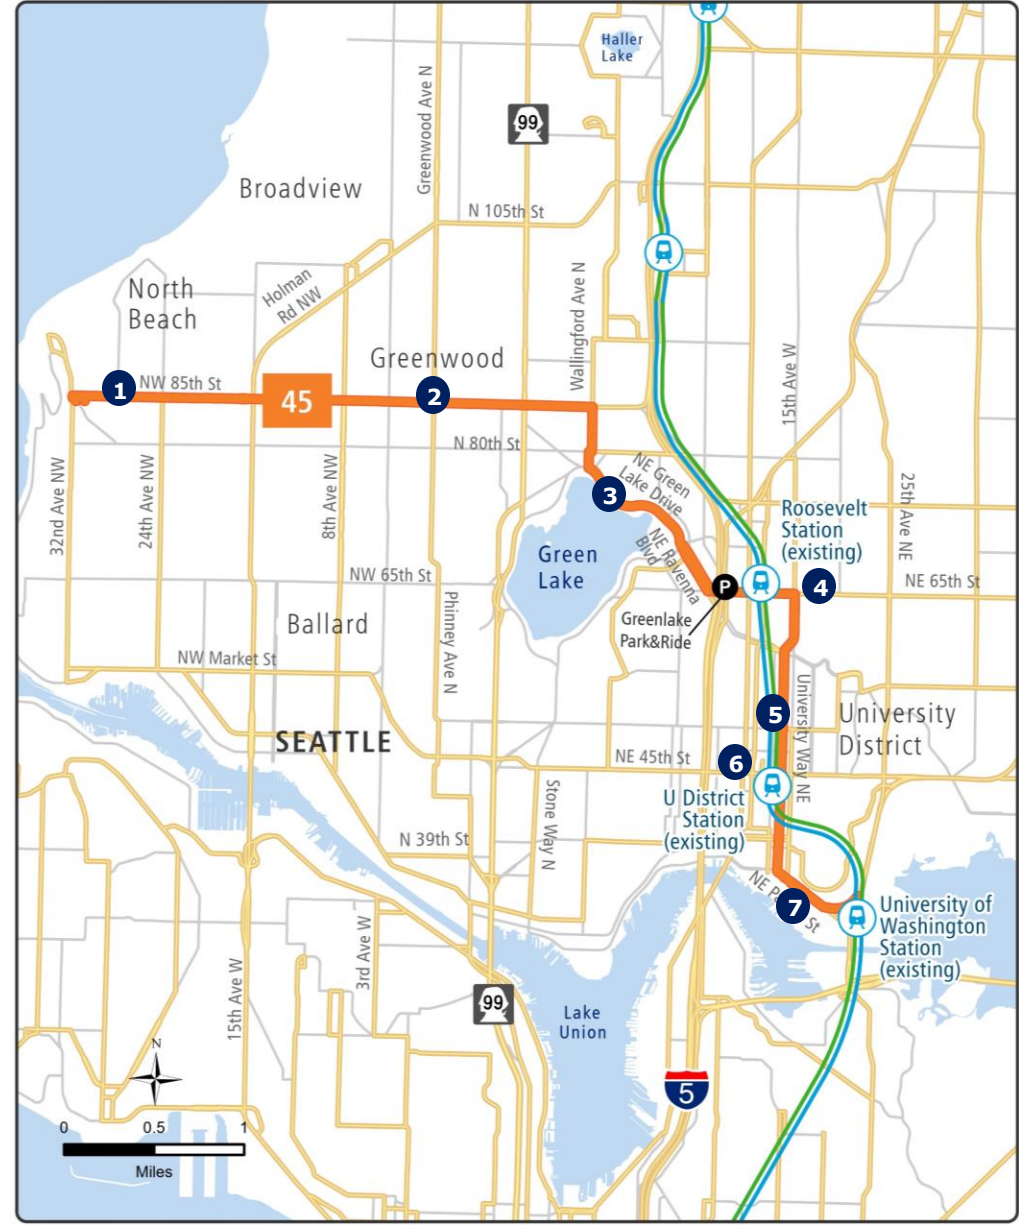 Haller
Lake
Greenwood Ave N
99
Broadview
N 105th St
North
Beach
Holman
Rd NW
Wallingford Ave N
Greenwood
15th Ave W
1
NW 85th St
45
2
N 80th St
32nd Ave NW
24th Ave NW
8th Ave NW
3
NE Green
Lake Drive
25th Ave NE
Roosevelt
Station
(existing)
Green
Lake
NE Ravenna
Blvd
P
4
NE 65th St
NW 65th St
Greenlake
Park&Ride
Ballard
Phinney Ave N
NW Market St
University Way NE
5
University
District
SEATTLE
NE 45th St
6
U District
Station
(existing)
Stone Way N
N 39th St
NE P
St
7
University of
Washington
Station
(existing)
3rd Ave W
15th Ave W
99
Lake
Union
5
N
0 0.5 1
Miles